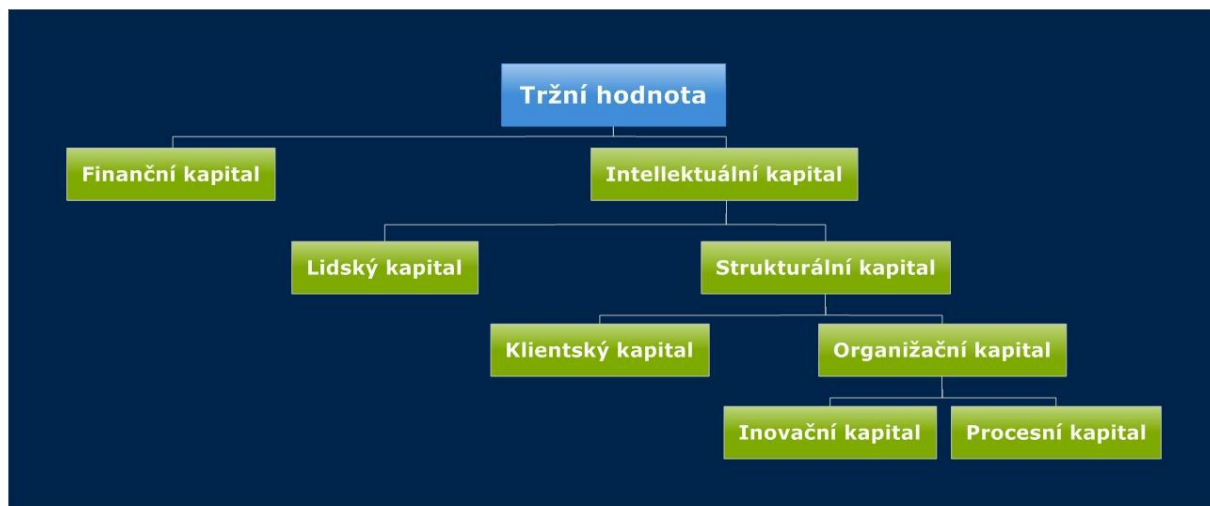 Tržní hodnota
Finanční kapital
Intellektuální kapital
Lidský kapital
Strukturální kapital
Klientský kapital
Organižační kapital
Inovační kapital
Procesní kapital